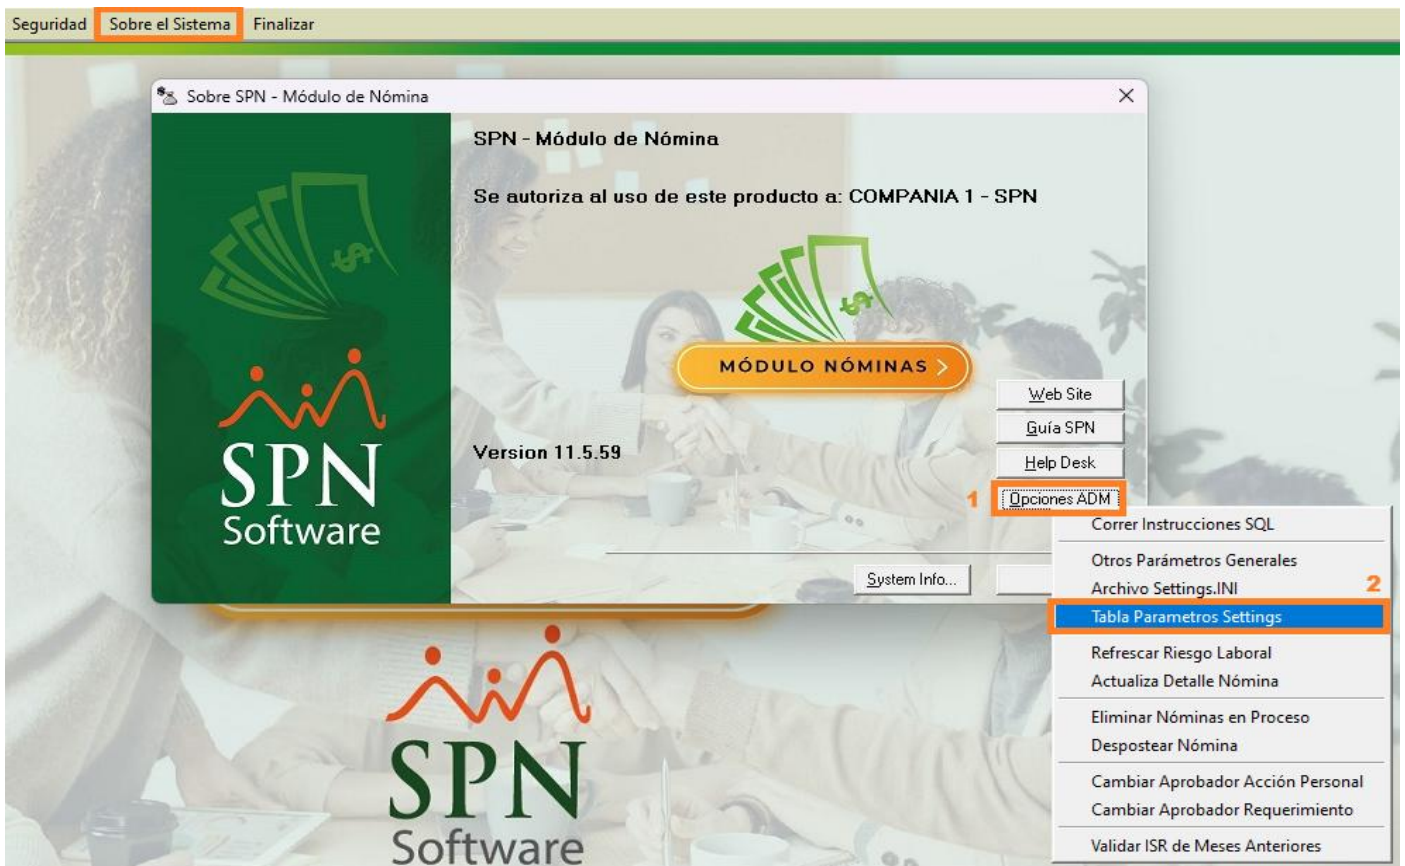 Seguridad Sobre el Sistema Finalizar
Sobre SPN - Módulo de Nómina
SPN - Módulo de Nómina
Se autoriza al uso de este producto a: COMPANIA 1 - SPN
MÓDULO NÓMINAS >
Web Site
Guía SPN
Version 11.5.59
Help Desk
SPN
Software
1 Opciones ADM
Correr Instrucciones SQL
Otros Parámetros Generales
System Info...
Archivo Settings.INI 2
Tabla Parametros Settings
Refrescar Riesgo Laboral
Actualiza Detalle Nómina
Eliminar Nóminas en Proceso
Despostear Nómina
Cambiar Aprobador Acción Personal
Cambiar Aprobador Requerimiento
Validar ISR de Meses Anteriores
SPN
Software